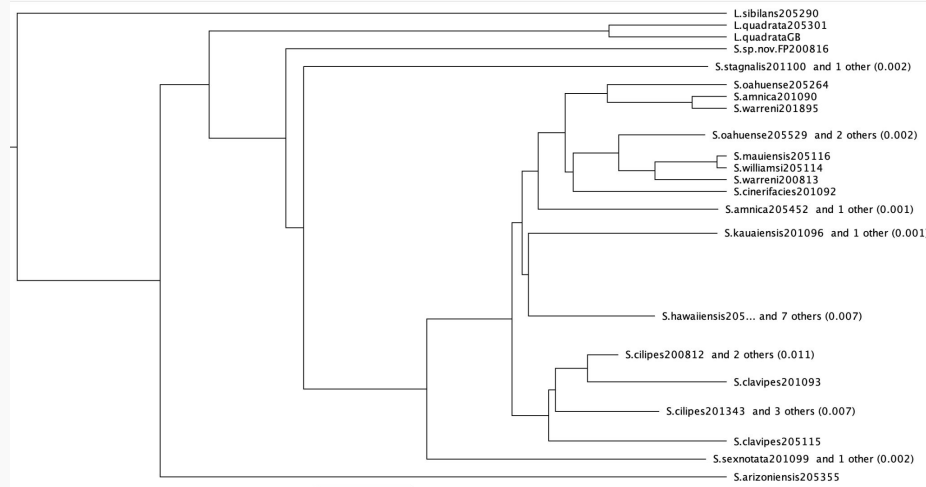 L.sibilans205290
L.quadrata205301
L.quadrataGB
S.sp.nov.FP200816
S.stagnalis201100 and 1 other (0.002)
S.oahuense205264
S.amnica201090
S.warreni201895
S.oahuense205529 and 2 others (0.002)
S.mauiensis205116
S.williamsi205114
S.warreni200813
S.cinerifacies201092
S.amnica205452 and 1 other (0.001)
S.kauaiensis201096 and 1 other (0.001
S.hawaiiensis205... and 7 others (0.007)
S.cilipes200812 and 2 others (0.011)
S.clavipes201093
S.cilipes201343 and 3 others (0.007)
S.clavipes205115
S.sexnotata201099 and 1 other (0.002)
S.arizoniensis205355